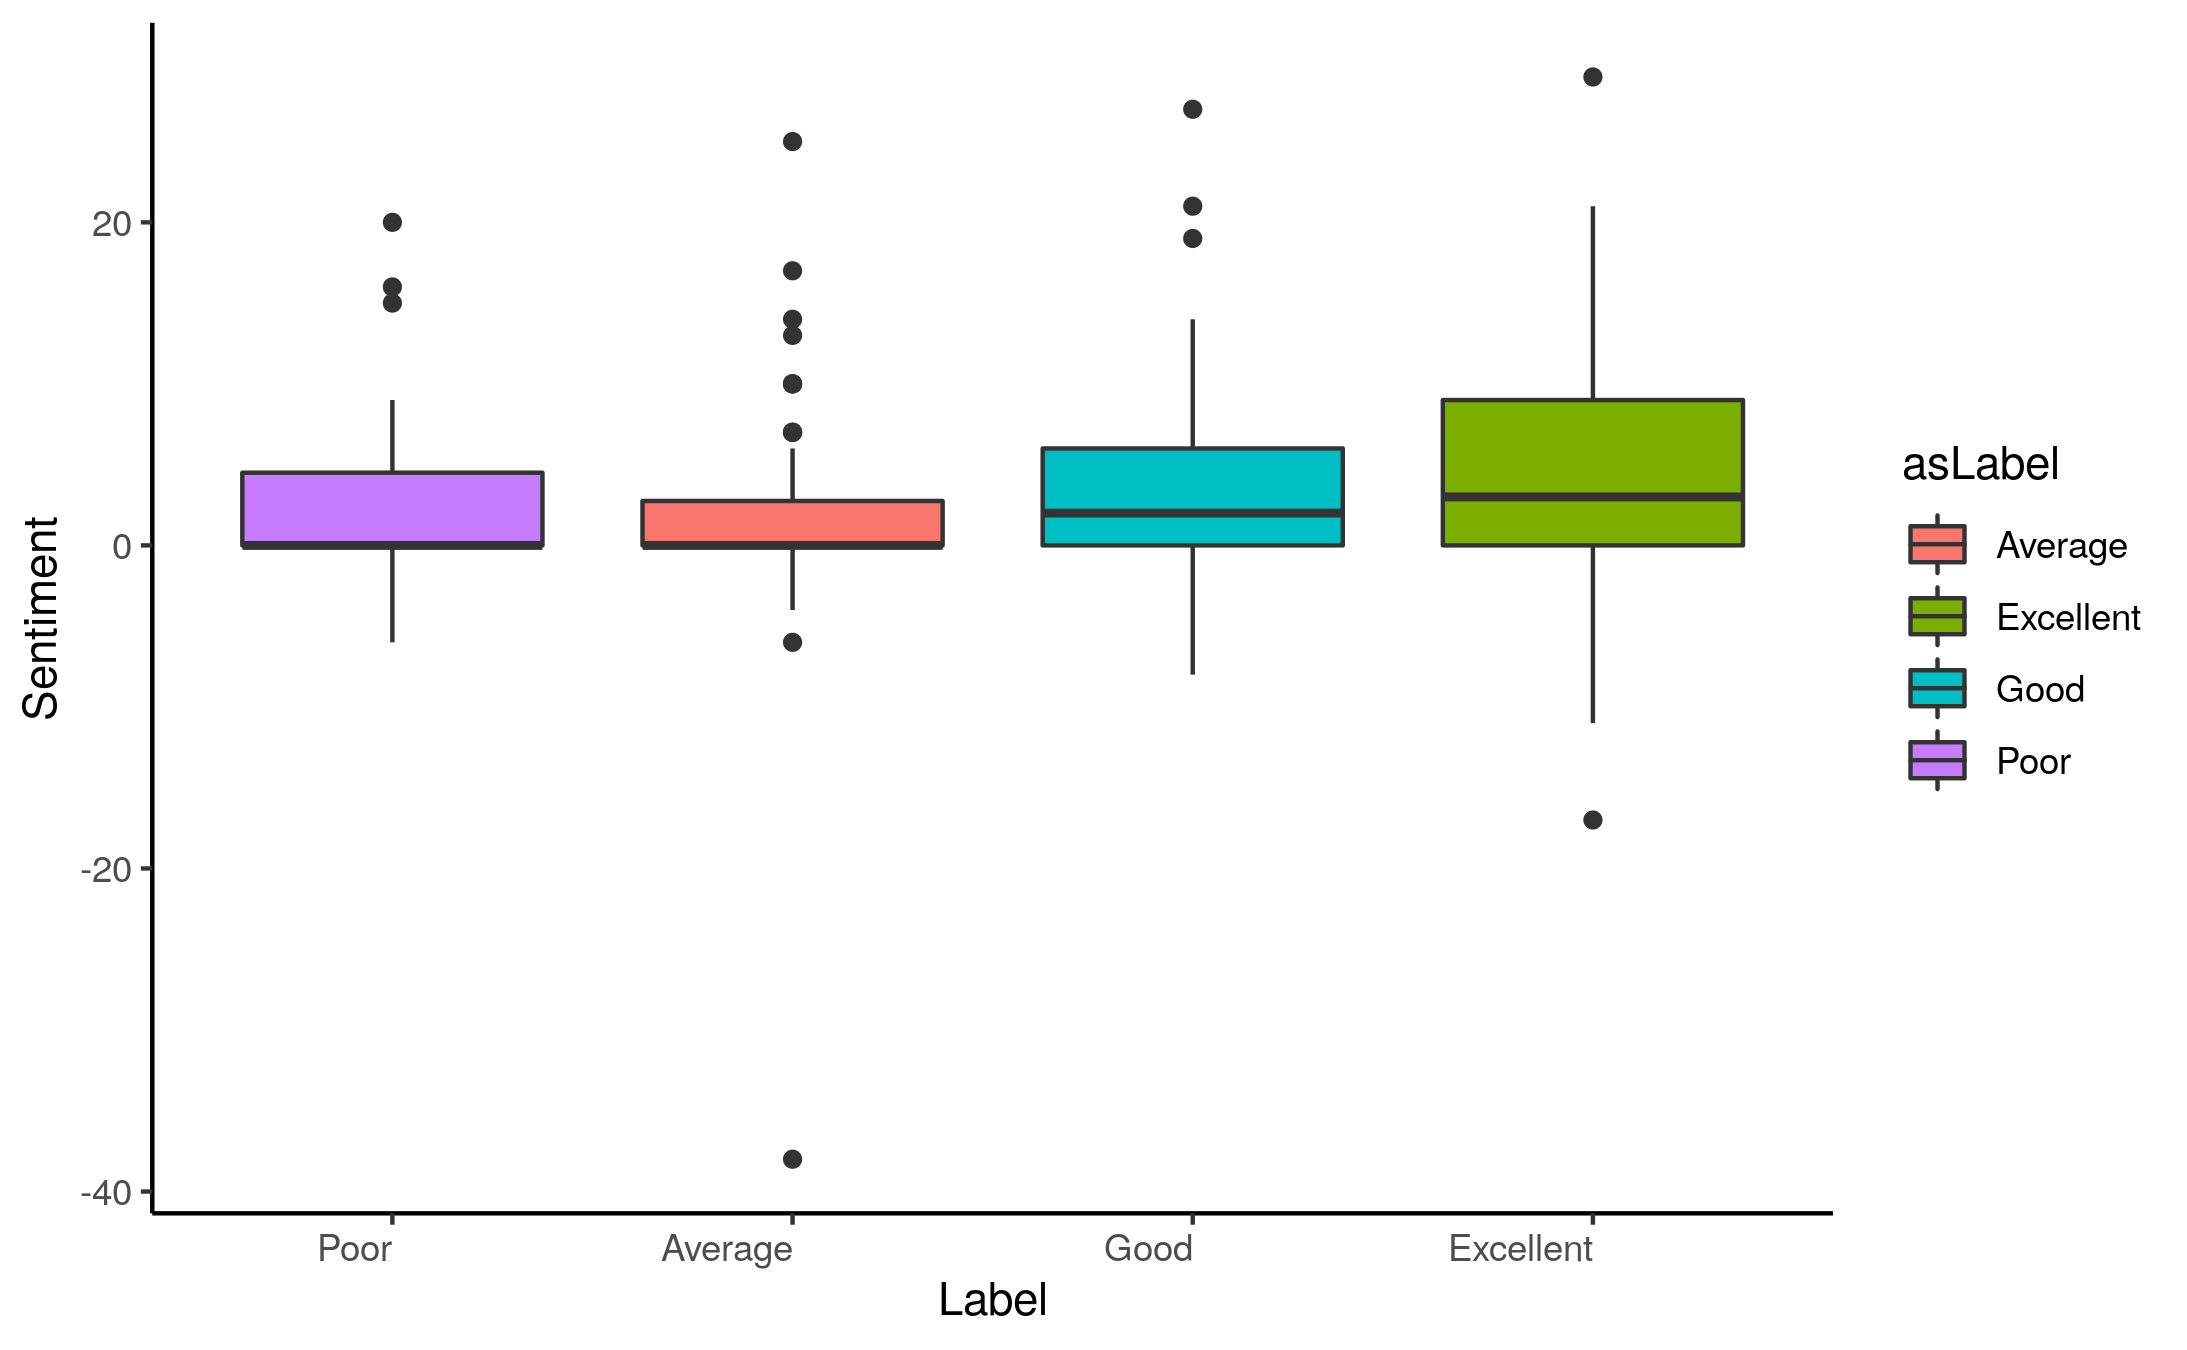 Sentiment
20
0
-20
-40
Poor Average Good Excellent
Label
asLabel
Average
Excellent
Good
Poor